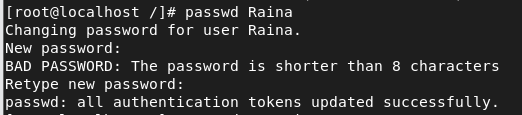 [root@localhost /]# passwd Raina
Changing password for user Raina.
New password:
BAD PASSWORD: The password is shorter than 8 characters
Retype new password:
passwd: all authentication tokens updated successfully.